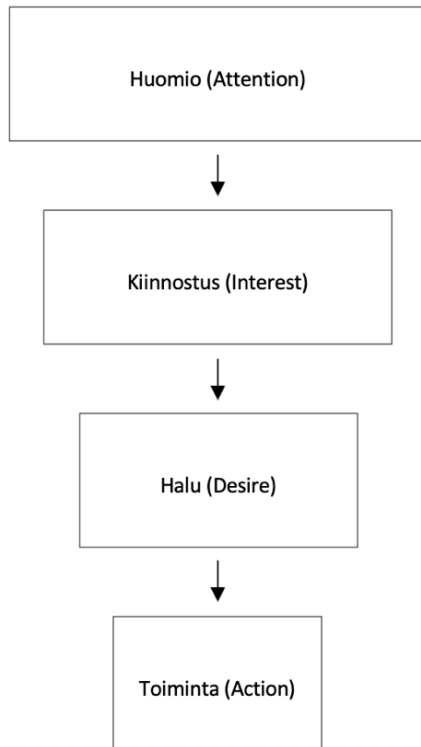 Huomio (Attention)
Kiinnostus (Interest)
Halu (Desire)
Toiminta (Action)